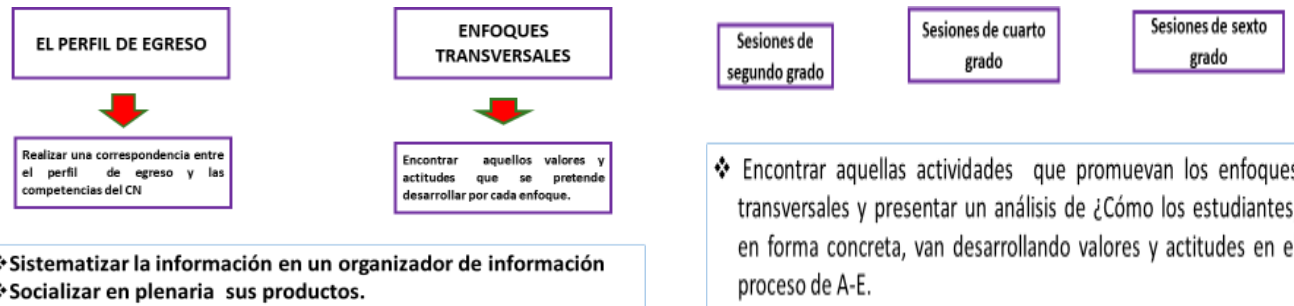 EL PERFIL DE EGRESO
Realizar una correspondencia entre
el perfil de egreso y las
competencias del CN
ENFOQUES
TRANSVERSALES
Encontrar aquellos valores y
actitudes que se pretende
desarrollar por cada enfoque.
❖Sistematizar la información en un organizador de información
❖Socializar en plenaria sus productos.
Sesiones de
segundo grado
Sesiones de cuarto
grado
Sesiones de sexto
grado
❖ Encontrar aquellas actividades que promuevan los enfoques
transversales y presentar un análisis de ¿Cómo los estudiantes
en forma concreta, van desarrollando valores y actitudes en e
proceso de A-E.